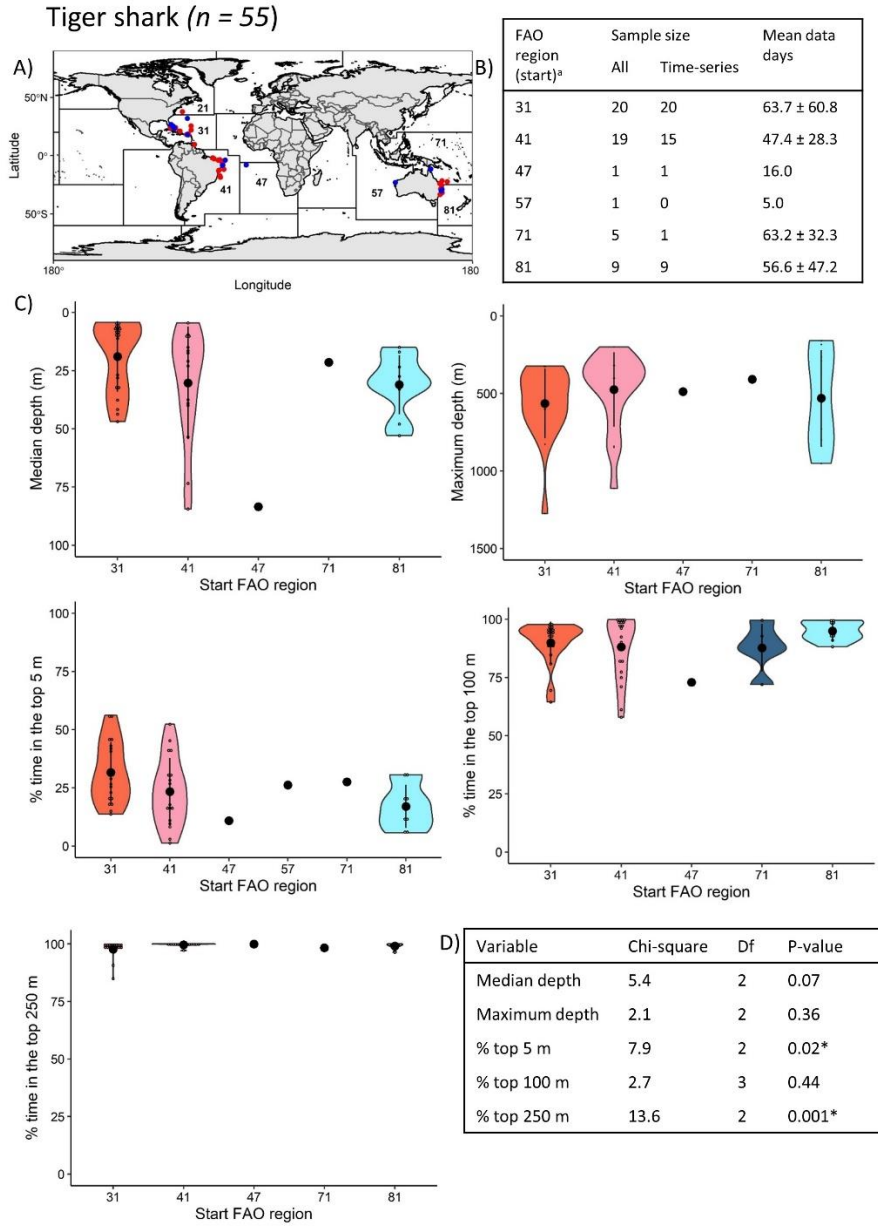 Tiger shark (n = 55)
A)
50°N
0°
50°S
Latitude
21
31
41
47
57
71
81
180°
180
Longitude
B)
FAO region (start)ᵃ Sample size Mean data days
All Time-series
31 20 20 63.7 ± 60.8
41 19 15 47.4 ± 28.3
47 1 1 16.0
57 1 0 5.0
71 5 1 63.2 ± 32.3
81 9 9 56.6 ± 47.2
C)
Median depth (m)
0
25
50
75
100
31 41 47 71 81
Start FAO region
Maximum depth (m)
0
500
1000
1500
31 41 47 71 81
Start FAO region
% time in the top 5 m
100
75
50
25
0
31 41 47 57 71 81
Start FAO region
% time in the top 100 m
100
75
50
25
0
31 41 47 71 81
Start FAO region
% time in the top 250 m
100
75
50
25
0
31 41 47 71 81
Start FAO region
D)
Variable Chi-square Df P-value
Median depth 5.4 2 0.07
Maximum depth 2.1 2 0.36
% top 5 m 7.9 2 0.02*
% top 100 m 2.7 3 0.44
% top 250 m 13.6 2 0.001*